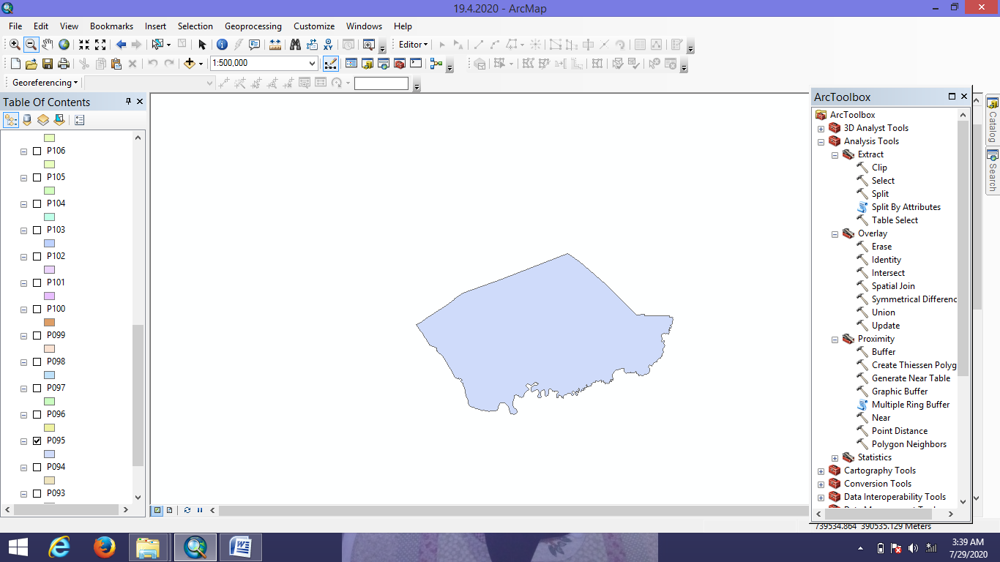 19.4.2020 - ArcMap
File Edit View Bookmarks Insert Selection Geoprocessing Customize Windows Help
Editor
1:500,000
Georeferencing
Table Of Contents
P106
P105
P104
P103
P102
P101
P100
P099
P098
P097
P096
P095
P094
P093
ArcToolbox
ArcToolbox
3D Analyst Tools
Analysis Tools
Extract
Clip
Select
Split
Split By Attributes
Table Select
Overlay
Erase
Identity
Intersect
Spatial Join
Symmetrical Differenc
Union
Update
Proximity
Buffer
Create Thiessen Polyg
Generate Near Table
Graphic Buffer
Multiple Ring Buffer
Near
Point Distance
Polygon Neighbors
Statistics
Cartography Tools
Conversion Tools
Data Interoperability Tools
Catalog
Search
739534.864 390535.129 Meters
3:39 AM
7/29/2020